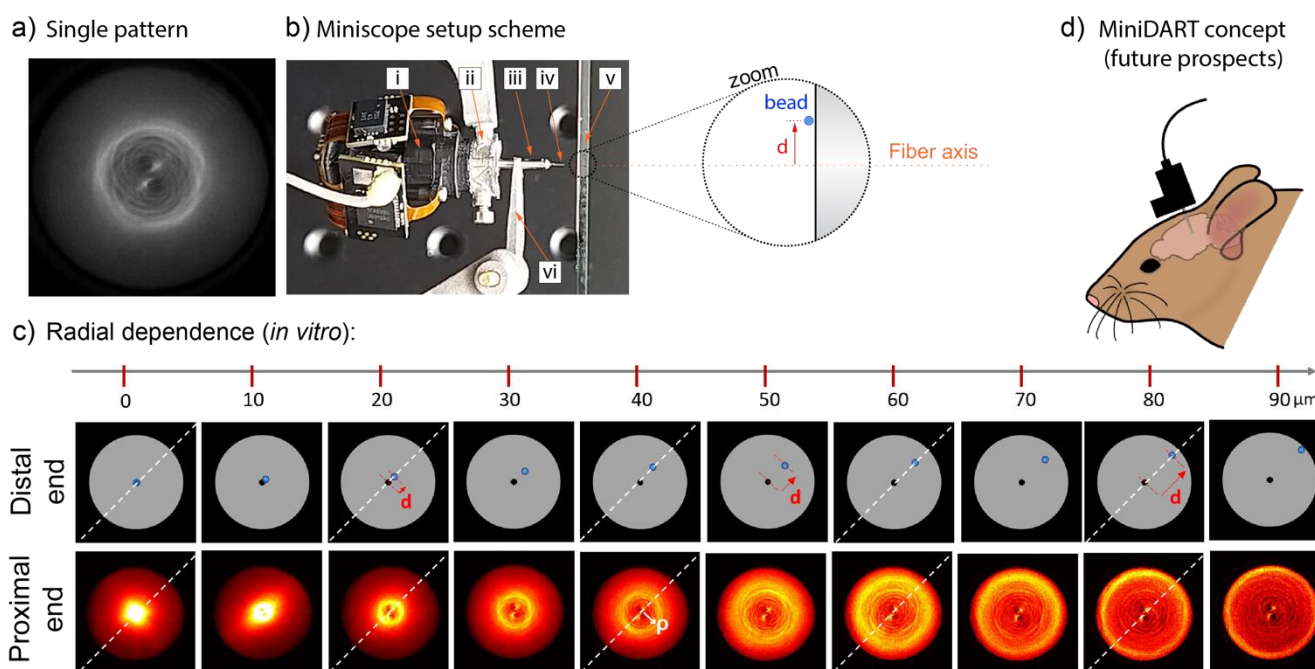 a) Single pattern
b) Miniscope setup scheme
i
ii
iii
iv
v
vi
zoom
bead
d
Fiber axis
d) MiniDART concept
(future prospects)
c) Radial dependence (in vitro):
0
10
20
30
40
50
60
70
80
90 μm
Distal
end
d
d
d
Proximal
end
ρ